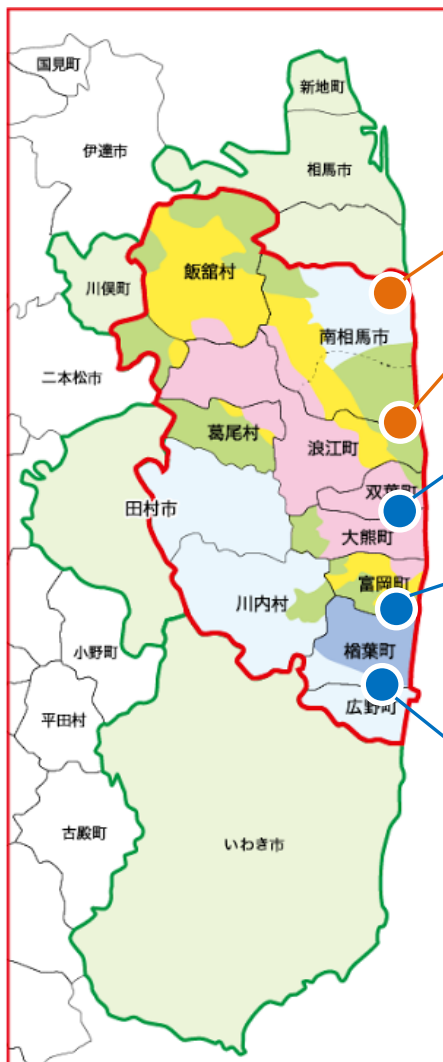 国見町
新地町
伊達市
相馬市
飯舘村
川俣町
南相馬市
二本松市
葛尾村
浪江町
双葉町
田村市
大熊町
富岡町
川内村
小野町
楢葉町
平田村
広野町
古殿町
いわき市